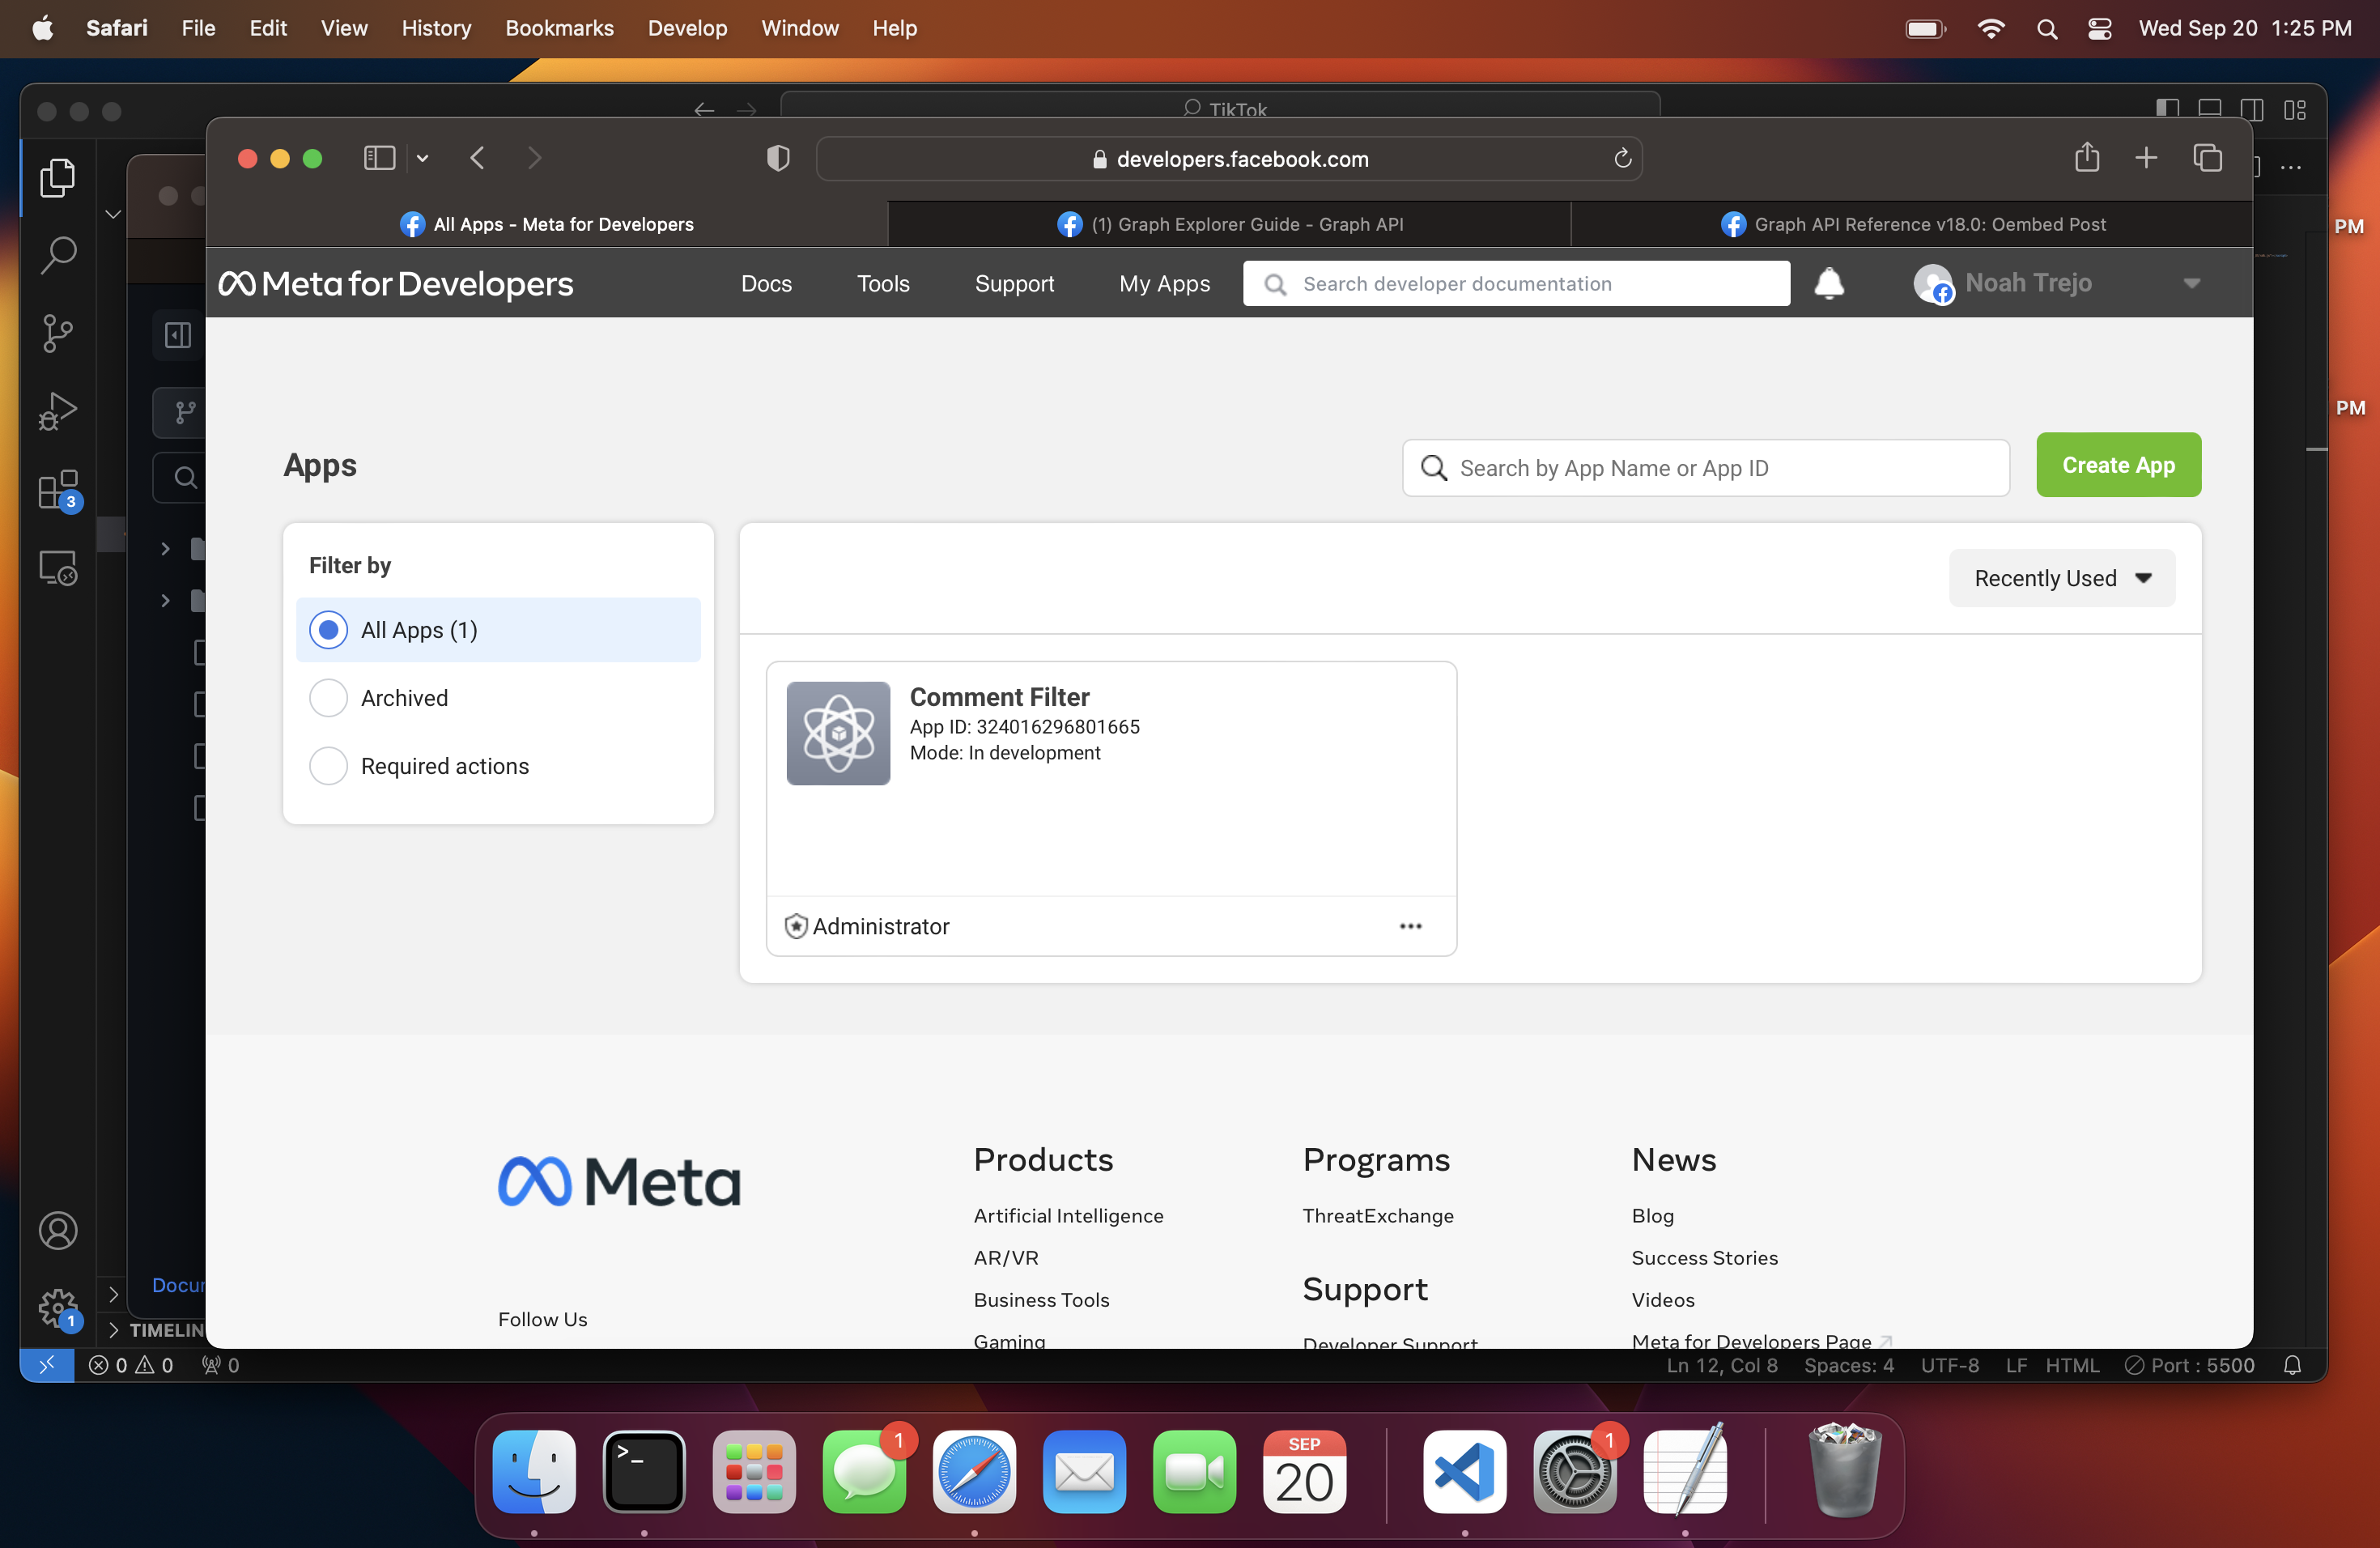 Safari File Edit View History Bookmarks Develop Window Help Wed Sep 20 1:25 PM
TikTok
developers.facebook.com
All Apps - Meta for Developers (1) Graph Explorer Guide - Graph API Graph API Reference v18.0: Oembed Post
PM
Meta for Developers Docs Tools Support My Apps Search developer documentation Noah Trejo
PM
Apps Search by App Name or App ID Create App
3
Filter by Recently Used
All Apps (1)
Archived
Required actions
Comment Filter
App ID: 324016296801665
Mode: In development
Administrator
Meta
Follow Us
Products
Artificial Intelligence
AR/VR
Business Tools
Gaming
Programs
ThreatExchange
Support
Developer Support
News
Blog
Success Stories
Videos
Meta for Developers Page
Docu
1
TIMELIN
0 0 0 Ln 12, Col 8 Spaces: 4 UTF-8 LF HTML Port : 5500
1 SEP 1
20